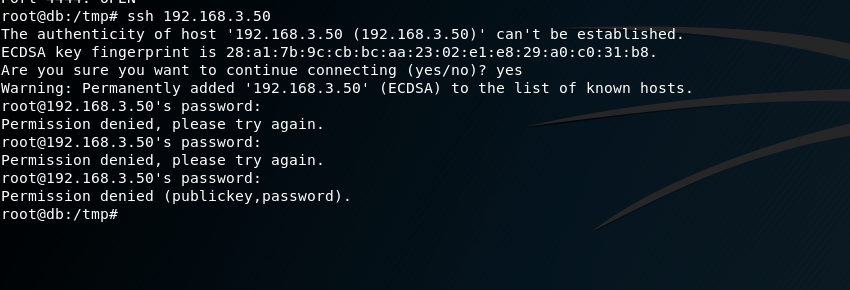 root@db:/tmp# ssh 192.168.3.50
The authenticity of host '192.168.3.50 (192.168.3.50)' can't be established.
ECDSA key fingerprint is 28:a1:7b:9c:cb:bc:aa:23:02:e1:e8:29:a0:c0:31:b8.
Are you sure you want to continue connecting (yes/no)? yes
Warning: Permanently added '192.168.3.50' (ECDSA) to the list of known hosts.
root@192.168.3.50's password:
Permission denied, please try again.
root@192.168.3.50's password:
Permission denied, please try again.
root@192.168.3.50's password:
Permission denied (publickey,password).
root@db:/tmp#